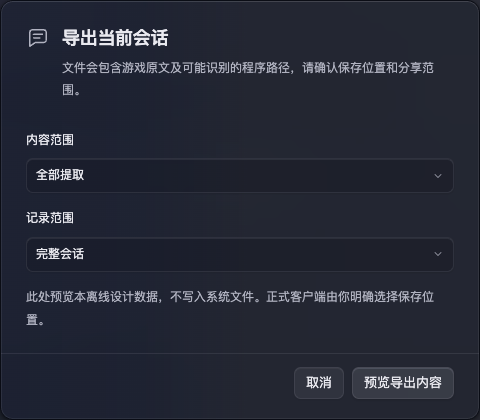 导出当前会话
文件会包含游戏原文及可能识别的程序路径，请确认保存位置和分享范
围。
内容范围
全部提取
记录范围
完整会话
此处预览本离线设计数据，不写入系统文件。正式客户端由你明确选择保存位
置。
取消
预览导出内容